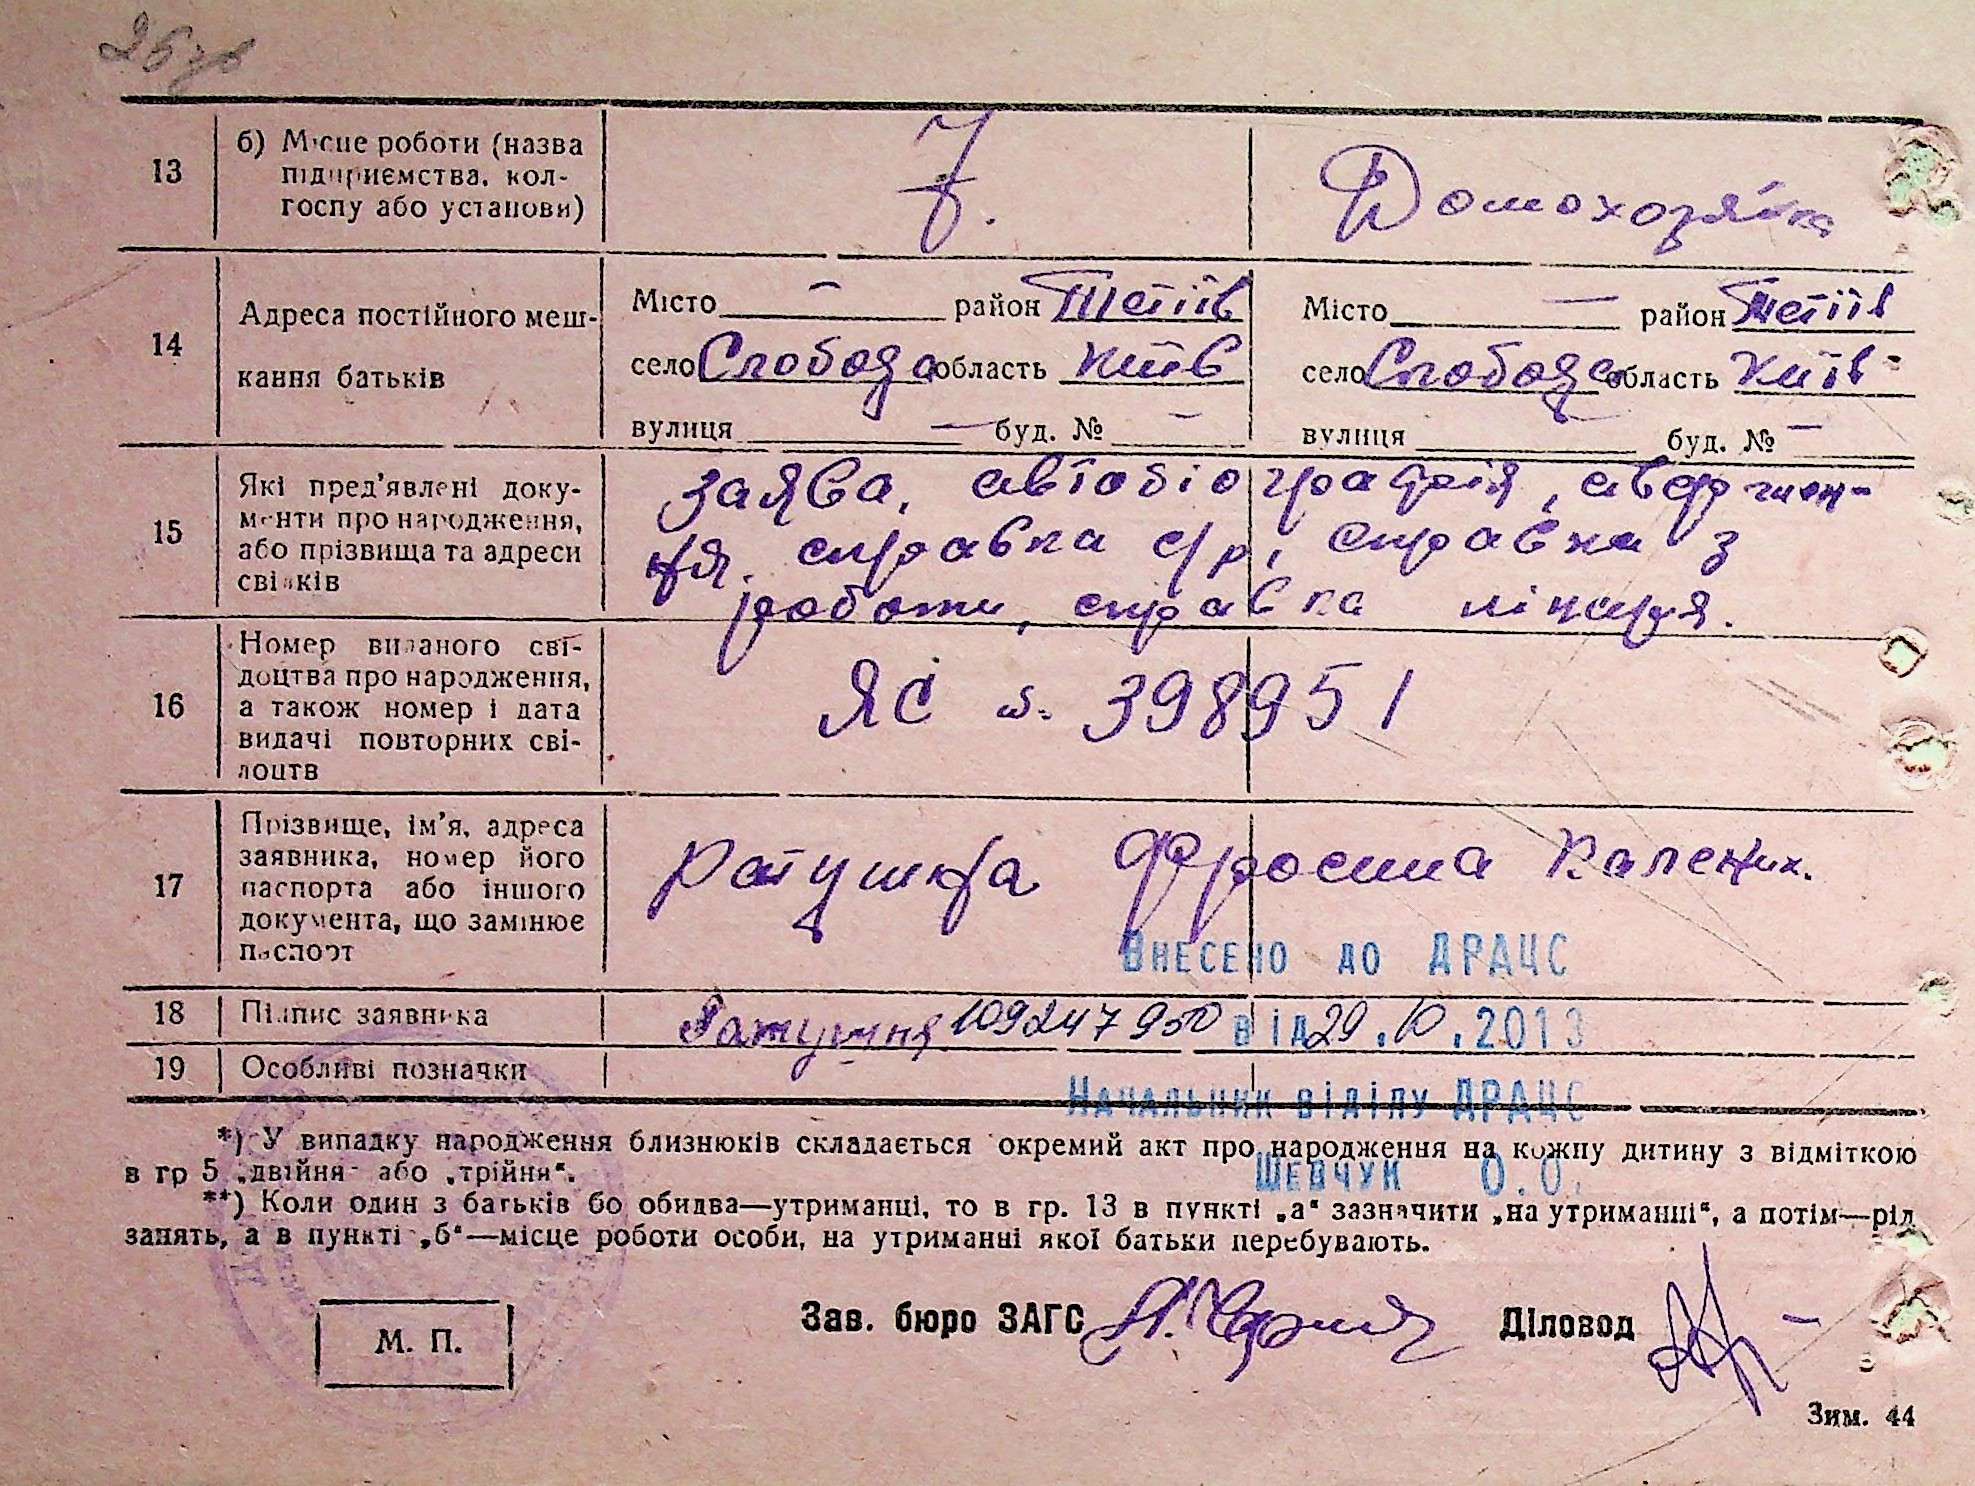 26зв
13
б) Місце роботи (назва
підприємства, кол-
госпу або установи)
Домохозяйка
14
Адреса постійного меш-
кання батьків
Місто — район Тетіїв
село Слобода область Київ
вулиця — буд. № —
Місто — район Тетіїв
село Слобода область Київ
вулиця буд. № —
15
Які пред'явлені доку-
менти про народження,
або прізвища та адреси
свідків
заява, автобіографія, ствержен-
ня, справка с/р, справка з
роботи, справка лікаря.
16
Номер виданого сві-
доцтва про народження,
а також номер і дата
видачі повторних сві-
доцтв
ЯС № 398951
17
Прізвище, ім'я, адреса
заявника, номер його
паспорта або іншого
документа, що замінює
паспорт
Ратушня Фросина Калених.
Внесено до ДРАЦС
18
Підпис заявника
Ратушня 109247950 від 29.10.2013
19
Особливі позначки
Начальник відділу ДРАЦС
*) У випадку народження близнюків складається окремий акт про народження на кожну дитину з відміткою
в гр 5 „двійня" або „трійня".
Шевчук О.О.
**) Коли один з батьків бо обидва—утриманці, то в гр. 13 в пункті „а" зазначити „на утриманні", а потім—рід
занять, а в пункті „б"—місце роботи особи, на утриманні якої батьки перебувають.
М. П.
Зав. бюро ЗАГС
Діловод
Зим. 44